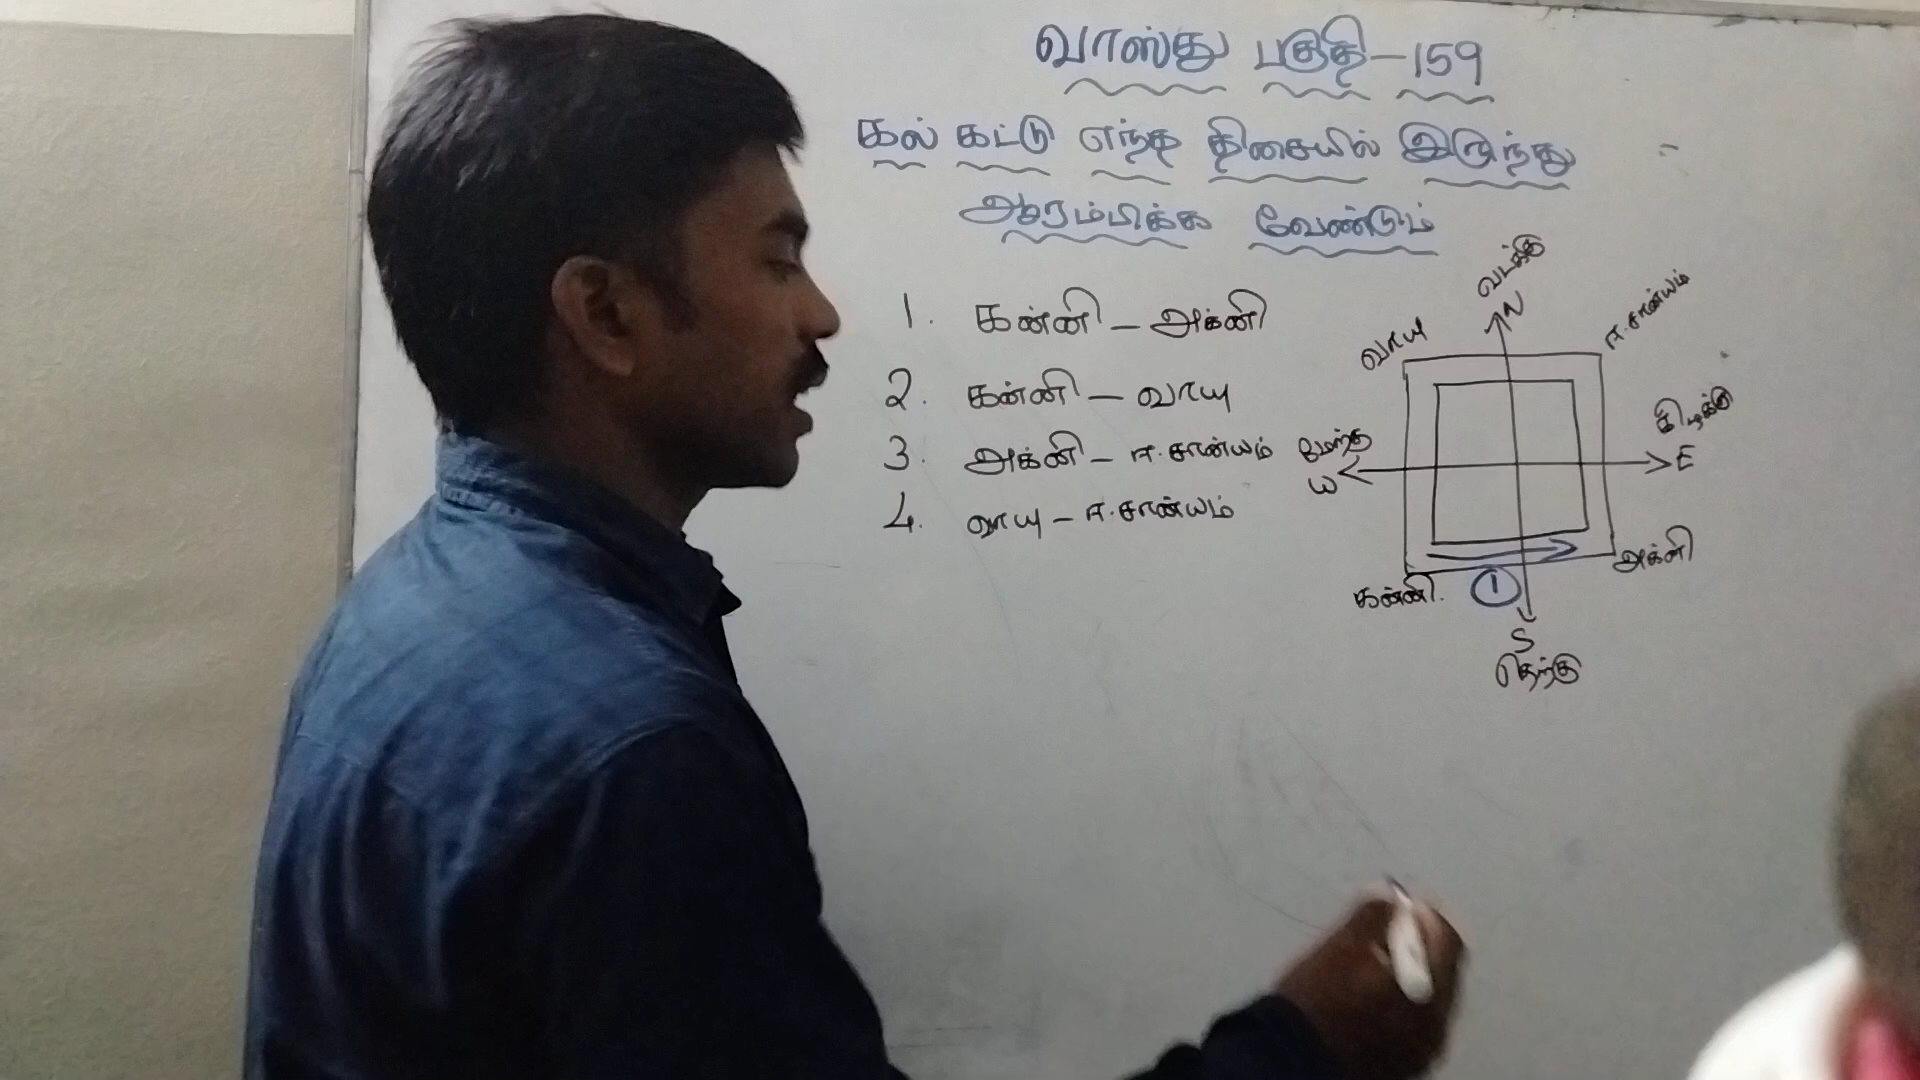 வாஸ்து பகுதி-159
கல் கட்டு எந்த திசையில் இருந்து
ஆரம்பிக்க வேண்டும்
1. கன்னி - அக்னி
2. கன்னி - வாயு
3. அக்னி - ஈ.சான்யம்
4. வாயு - ஈ.சான்யம்
வடக்கு
N
வாயு
ஈ.சான்யம்
கிழக்கு
E
W
அக்னி
கன்னி.
1
S
தெற்கு